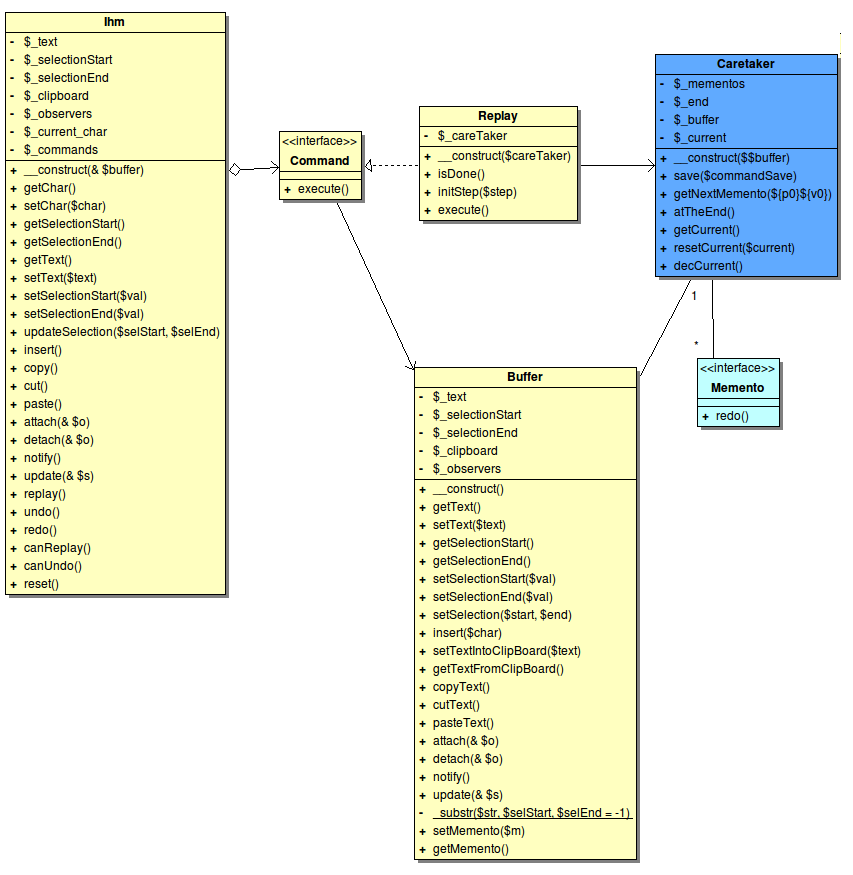 Ihm
- $_text
- $_selectionStart
- $_selectionEnd
- $_clipboard
- $_observers
- $_current_char
- $_commands
+ __construct(& $buffer)
+ getChar()
+ setChar($char)
+ getSelectionStart()
+ getSelectionEnd()
+ getText()
+ setText($text)
+ setSelectionStart($val)
+ setSelectionEnd($val)
+ updateSelection($selStart, $selEnd)
+ insert()
+ copy()
+ cut()
+ paste()
+ attach(& $o)
+ detach(& $o)
+ notify()
+ update(& $s)
+ replay()
+ undo()
+ redo()
+ canReplay()
+ canUndo()
+ reset()
<<interface>>
Command
+ execute()
Replay
- $_careTaker
+ __construct($careTaker)
+ isDone()
+ initStep($step)
+ execute()
Caretaker
- $_mementos
- $_end
- $_buffer
- $_current
+ __construct($$buffer)
+ save($commandSave)
+ getNextMemento(${p0}${v0})
+ atTheEnd()
+ getCurrent()
+ resetCurrent($current)
+ decCurrent()
1
*
<<interface>>
Memento
+ redo()
Buffer
- $_text
- $_selectionStart
- $_selectionEnd
- $_clipboard
- $_observers
+ __construct()
+ getText()
+ setText($text)
+ getSelectionStart()
+ getSelectionEnd()
+ setSelectionStart($val)
+ setSelectionEnd($val)
+ setSelection($start, $end)
+ insert($char)
+ setTextIntoClipBoard($text)
+ getTextFromClipBoard()
+ copyText()
+ cutText()
+ pasteText()
+ attach(& $o)
+ detach(& $o)
+ notify()
+ update(& $s)
- _substr($str, $selStart, $selEnd = -1)
+ setMemento($m)
+ getMemento()